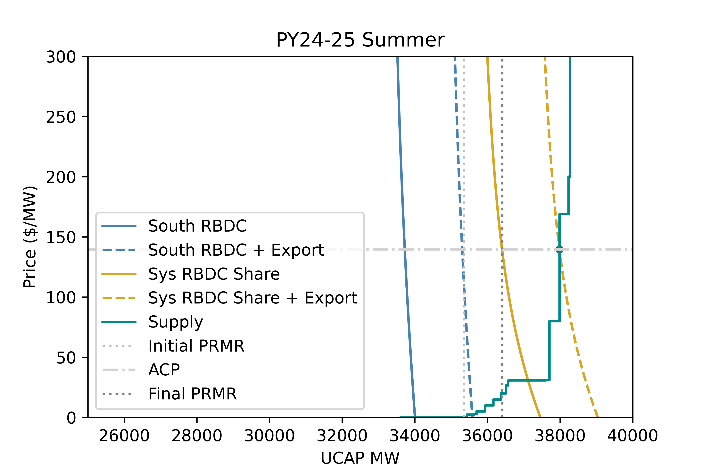 PY24-25 Summer
300
250
200
150
100
50
0
Price ($/MW)
South RBDC
South RBDC + Export
Sys RBDC Share
Sys RBDC Share + Export
Supply
Initial PRMR
ACP
Final PRMR
26000 28000 30000 32000 34000 36000 38000 40000
UCAP MW